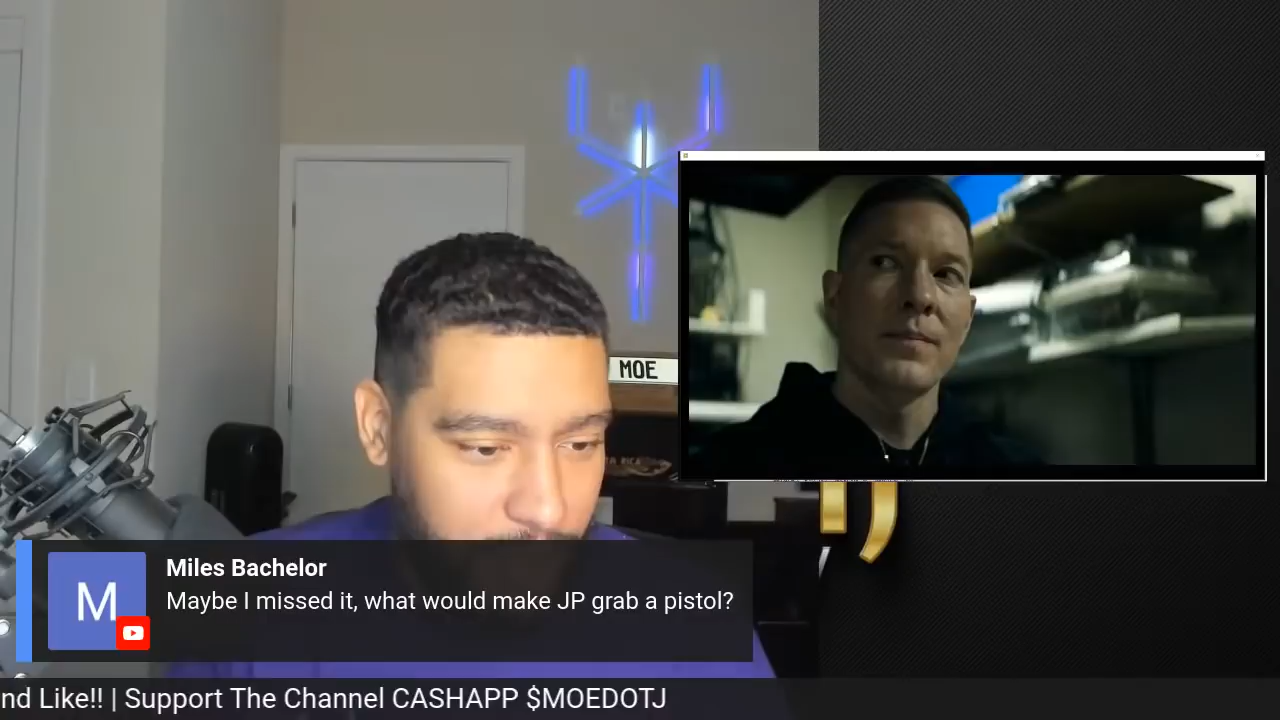 MOE
M
Miles Bachelor
Maybe I missed it, what would make JP grab a pistol?
nd Like!! | Support The Channel CASHAPP $MOEDOTJ